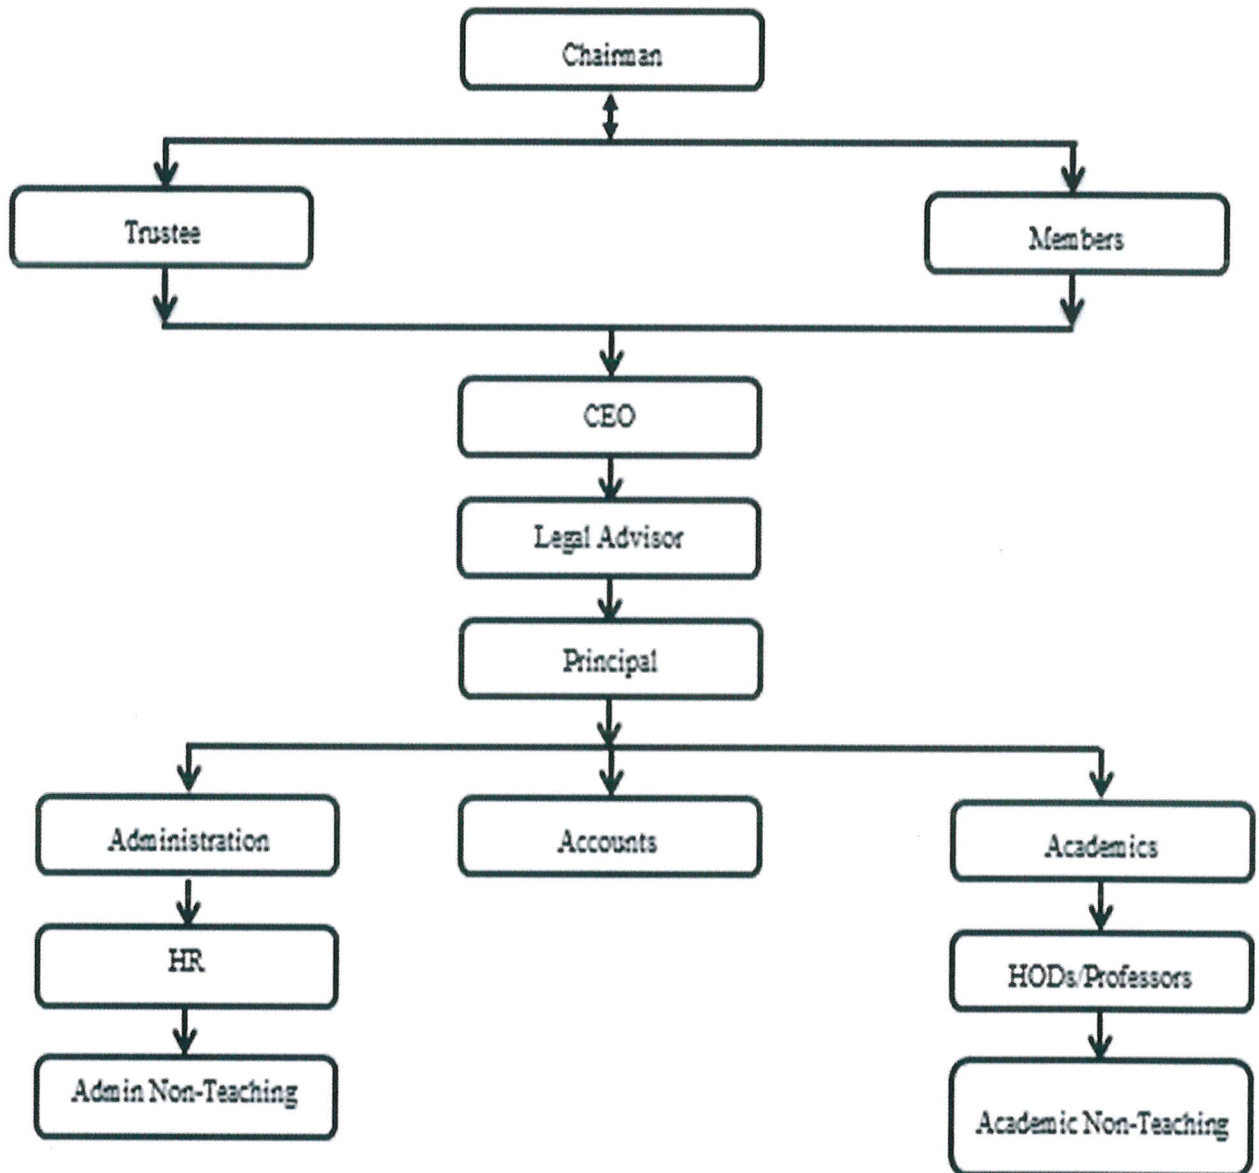 Chairman
Trustee
Members
CEO
Legal Advisor
Principal
Administration
Accounts
Academics
HR
HODs/Professors
Admin Non-Teaching
Academic Non-Teaching